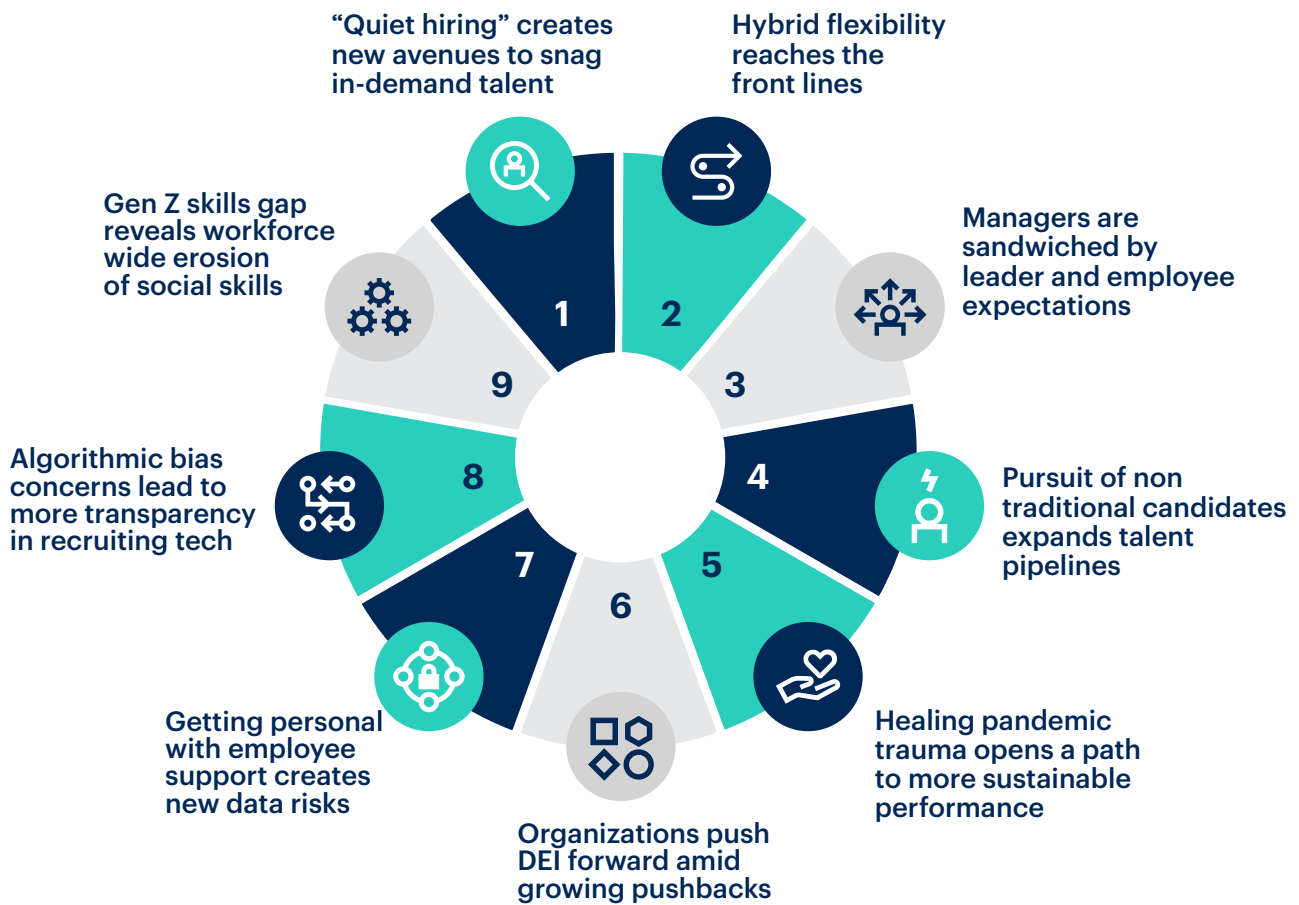 “Quiet hiring” creates
new avenues to snag
in-demand talent
Hybrid flexibility
reaches the
front lines
Managers are
sandwiched by
leader and employee
expectations
Pursuit of non
traditional candidates
expands talent
pipelines
Healing pandemic
trauma opens a path
to more sustainable
performance
Organizations push
DEI forward amid
growing pushbacks
Getting personal
with employee
support creates
new data risks
Algorithmic bias
concerns lead to
more transparency
in recruiting tech
Gen Z skills gap
reveals workforce
wide erosion
of social skills
1
2
3
4
5
6
7
8
9